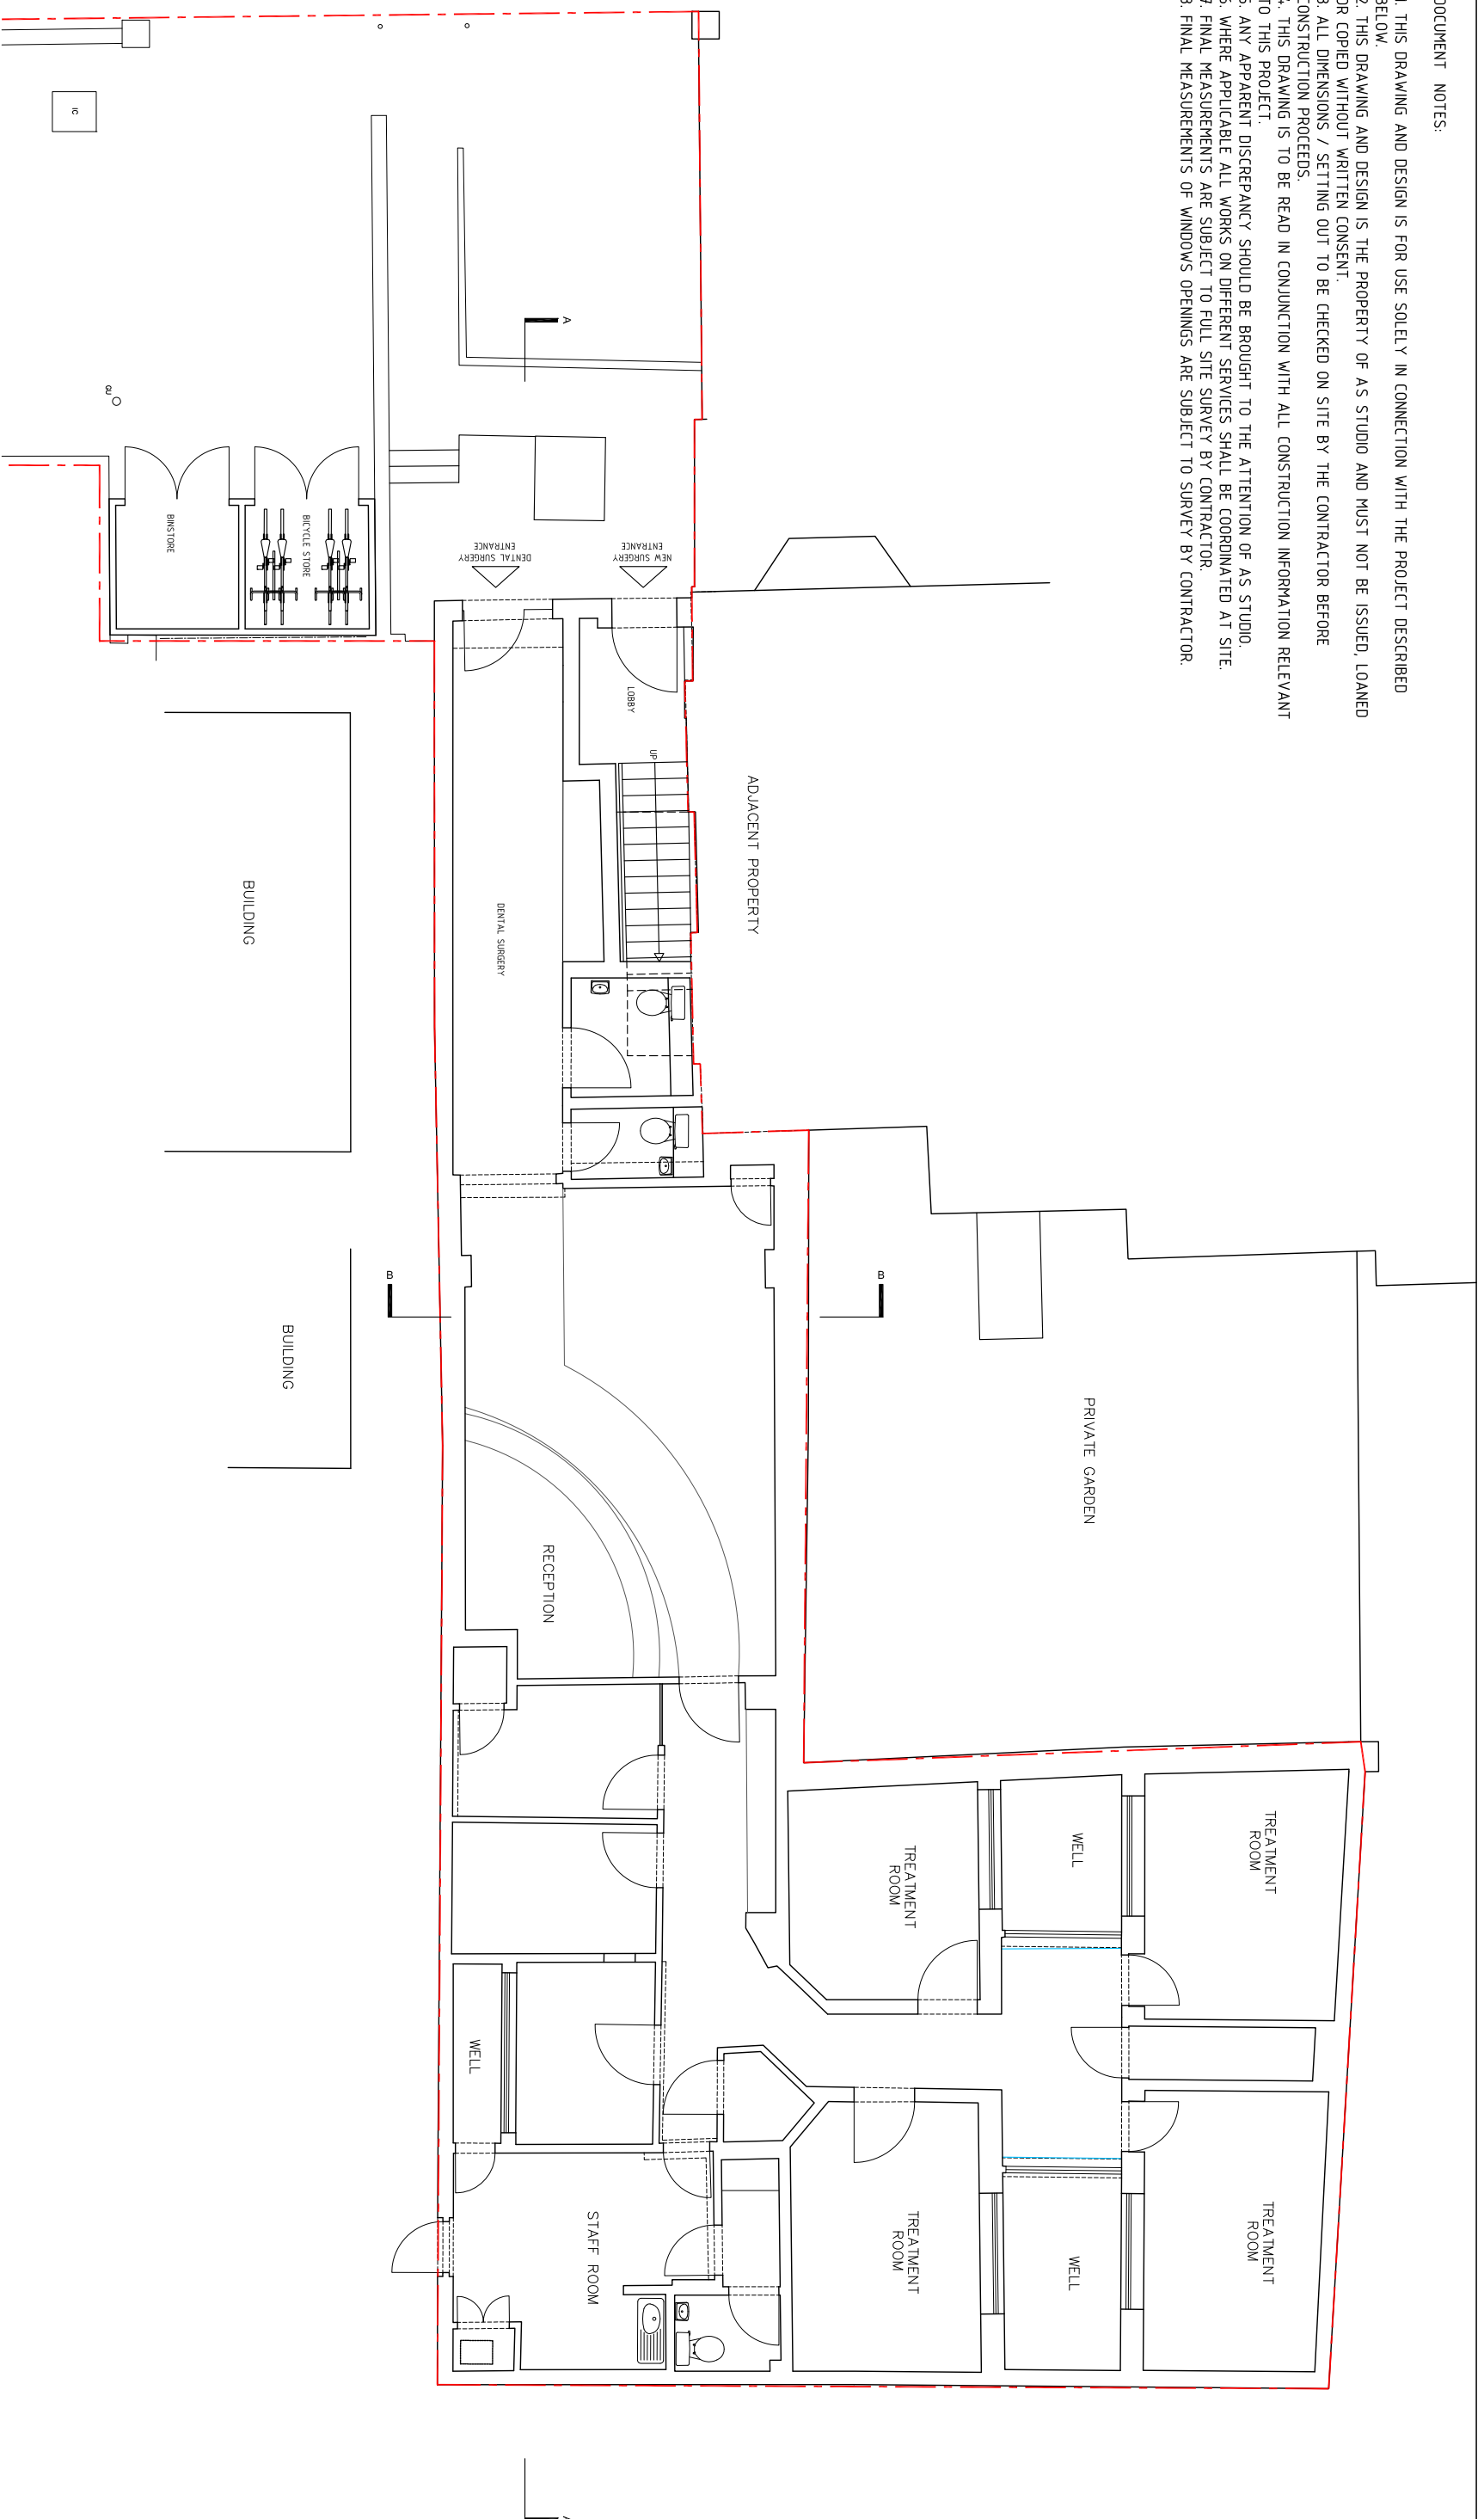 DOCUMENT NOTES:
1. THIS DRAWING AND DESIGN IS FOR USE SOLELY IN CONNECTION WITH THE PROJECT DESCRIBED
BELOW.
2. THIS DRAWING AND DESIGN IS THE PROPERTY OF AS STUDIO AND MUST NOT BE ISSUED, LOANED
OR COPIED WITHOUT WRITTEN CONSENT.
3. ALL DIMENSIONS / SETTING OUT TO BE CHECKED ON SITE BY THE CONTRACTOR BEFORE
CONSTRUCTION PROCEEDS.
4. THIS DRAWING IS TO BE READ IN CONJUNCTION WITH ALL CONSTRUCTION INFORMATION RELEVANT
TO THIS PROJECT.
5. ANY APPARENT DISCREPANCY SHOULD BE BROUGHT TO THE ATTENTION OF AS STUDIO.
6. WHERE APPLICABLE ALL WORKS ON DIFFERENT SERVICES SHALL BE COORDINATED AT SITE.
7. FINAL MEASUREMENTS ARE SUBJECT TO FULL SITE SURVEY BY CONTRACTOR.
8. FINAL MEASUREMENTS OF WINDOWS OPENINGS ARE SUBJECT TO SURVEY BY CONTRACTOR.
IC
A
GU
BINSTORE
BICYCLE STORE
DENTAL SURGERY
ENTRANCE
NEW SURGERY
ENTRANCE
LOBBY
UP
ADJACENT PROPERTY
BUILDING
DENTAL SURGERY
B
B
BUILDING
PRIVATE GARDEN
RECEPTION
TREATMENT
ROOM
WELL
TREATMENT
ROOM
WELL
STAFF ROOM
TREATMENT
ROOM
WELL
TREATMENT
ROOM
A